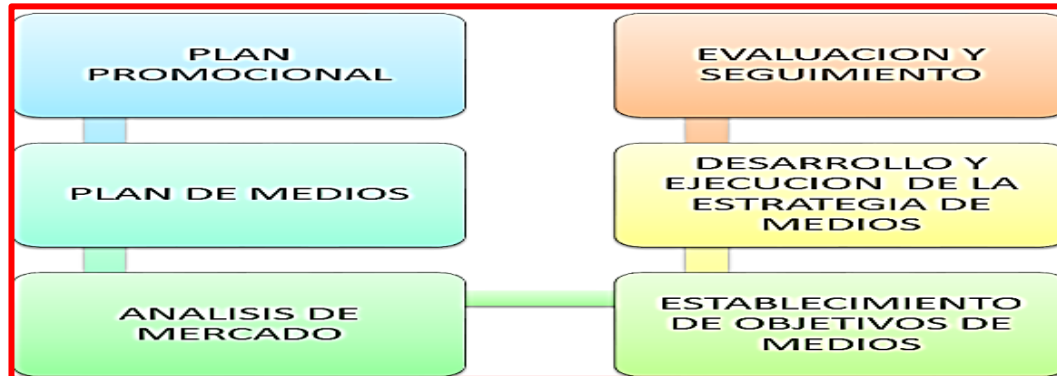 PLAN
PROMOCIONAL
PLAN DE MEDIOS
ANALISIS DE
MERCADO
ESTABLECIMIENTO
DE OBJETIVOS DE
MEDIOS
DESARROLLO Y
EJECUCION DE LA
ESTRATEGIA DE
MEDIOS
EVALUACION Y
SEGUIMIENTO